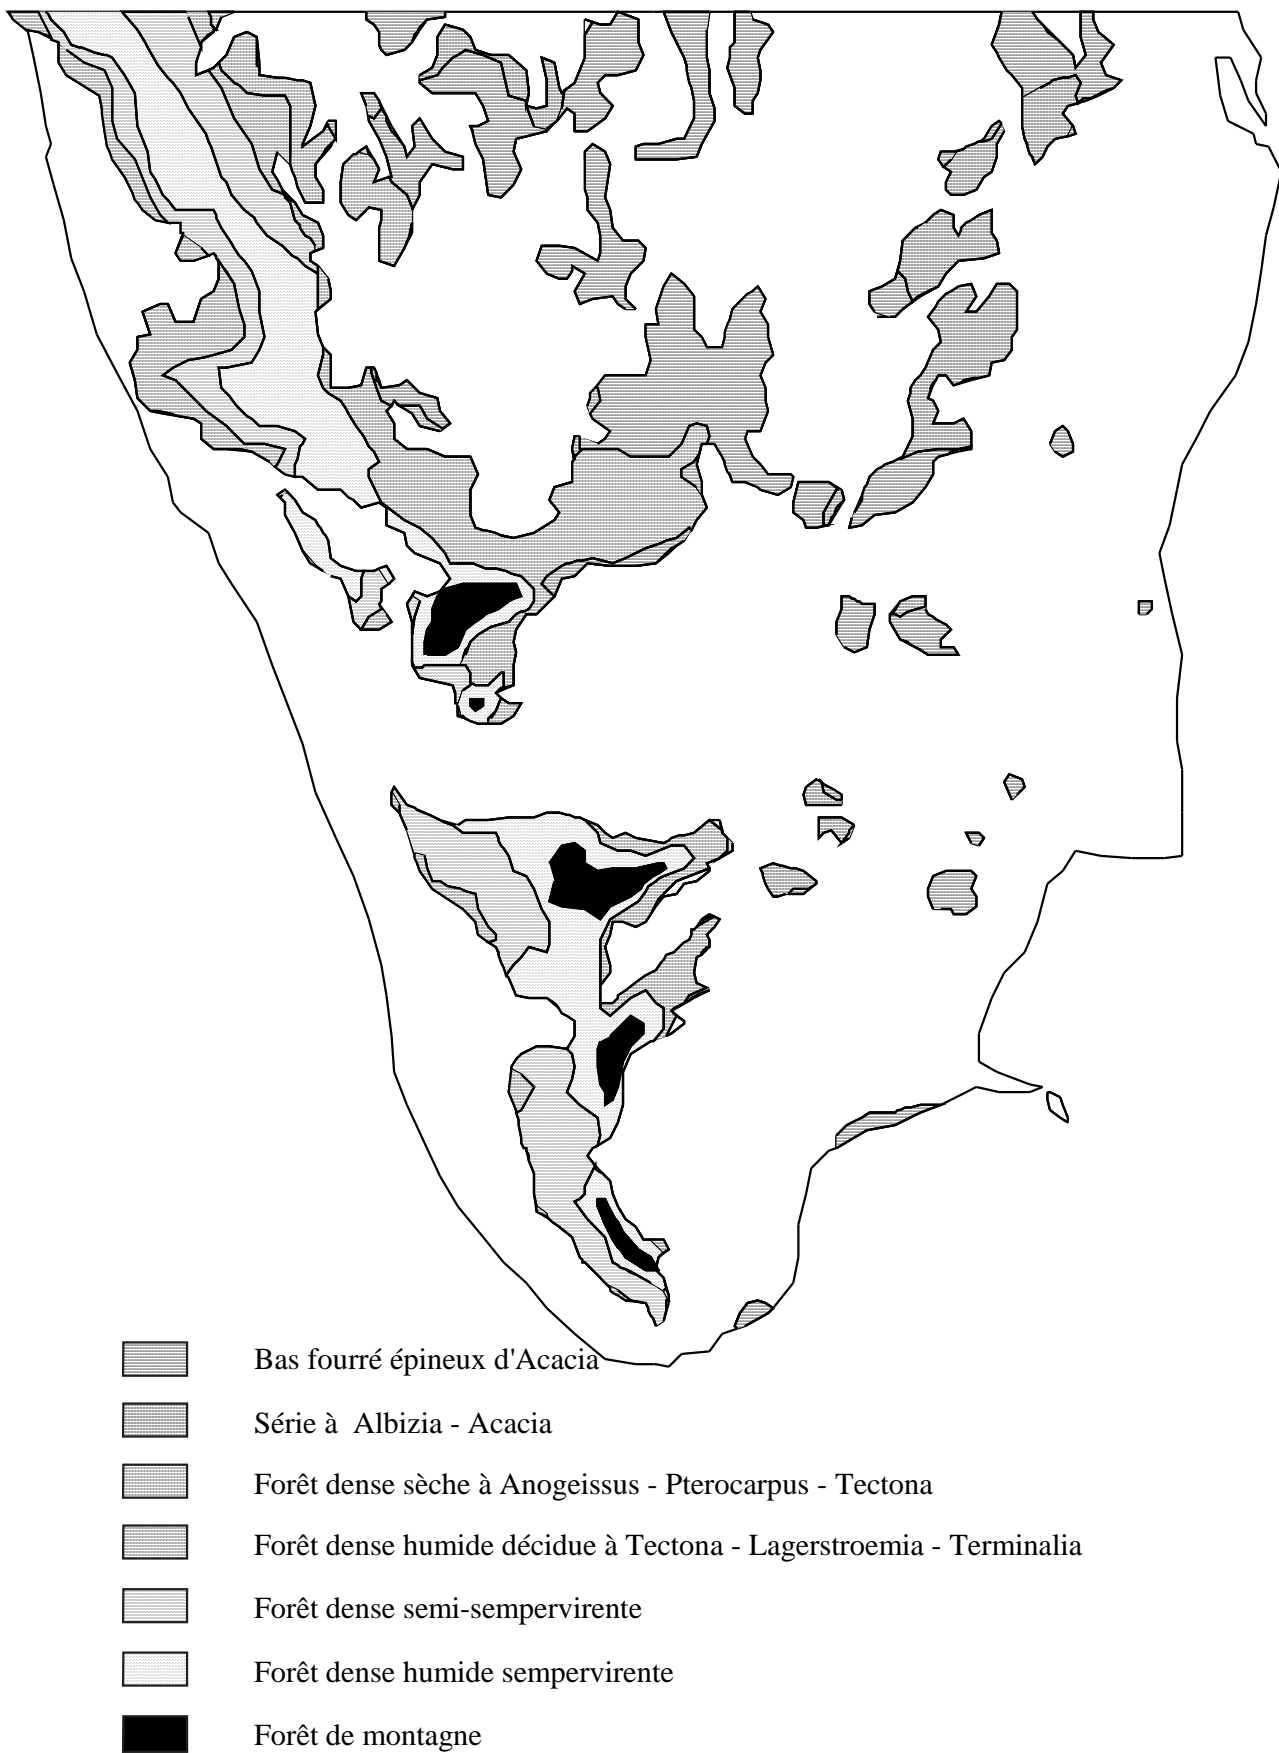 Bas fourré épineux d'Acacia
Série à Albizia - Acacia
Forêt dense sèche à Anogeissus - Pterocarpus - Tectona
Forêt dense humide décidue à Tectona - Lagerstroemia - Terminalia
Forêt dense semi-sempervirente
Forêt dense humide sempervirente
Forêt de montagne